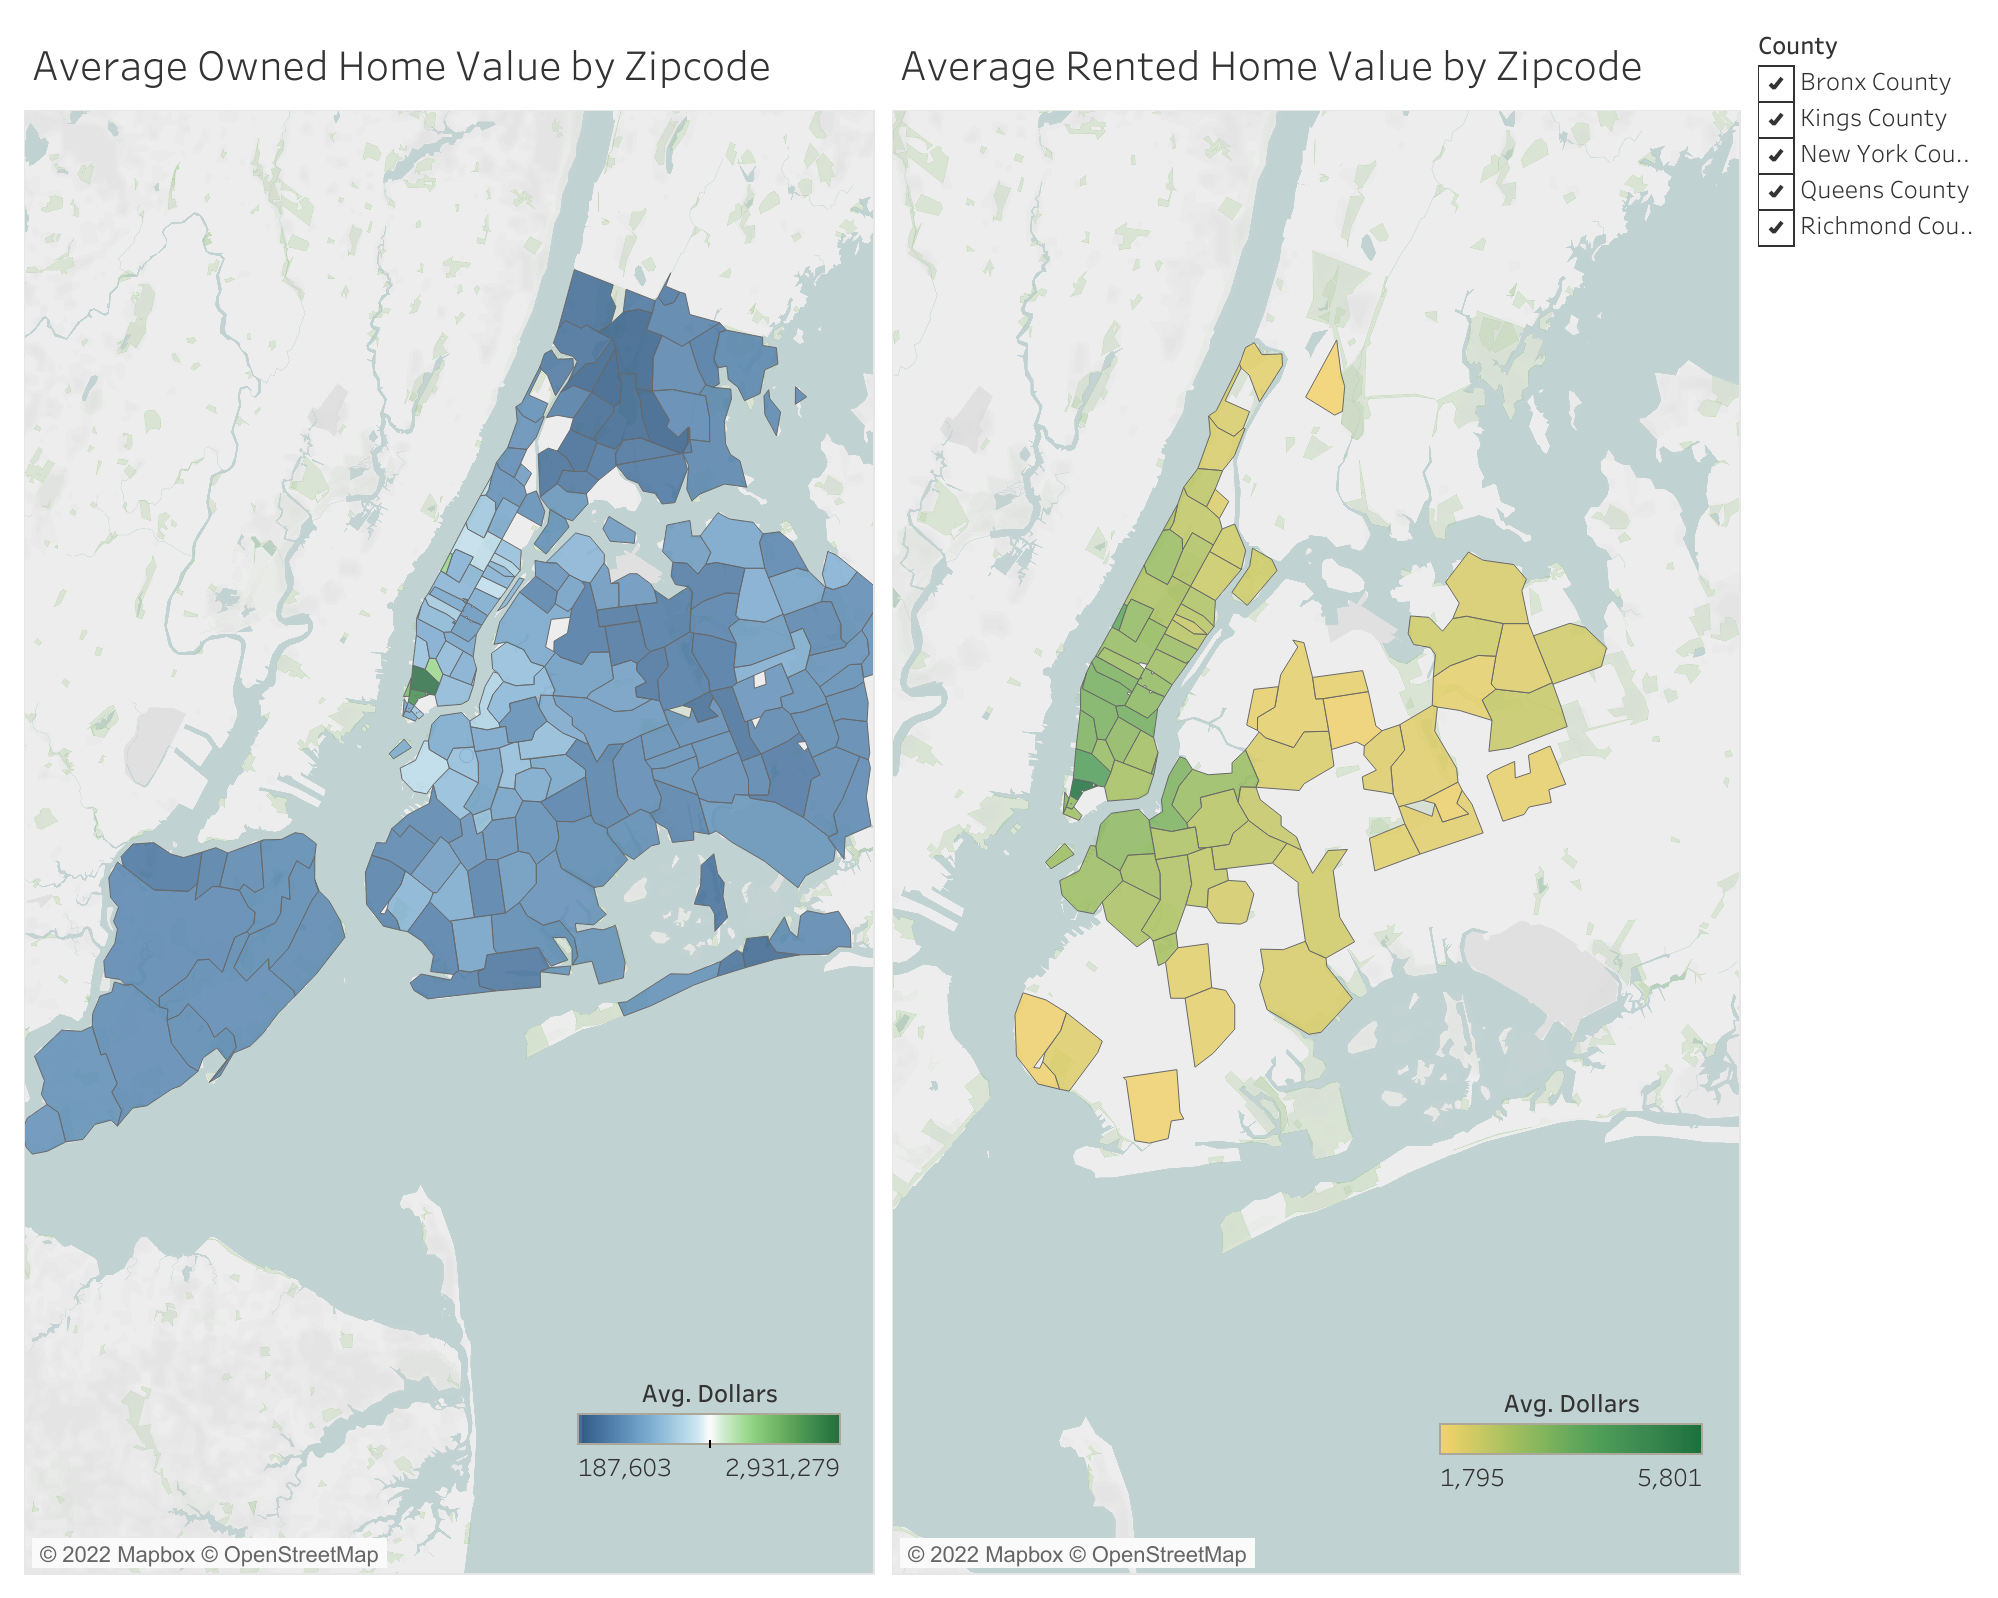 Average Owned Home Value by Zipcode
Average Rented Home Value by Zipcode
County
Bronx County
Kings County
New York Cou..
Queens County
Richmond Cou..
Avg. Dollars
187,603 2,931,279
© 2022 Mapbox © OpenStreetMap
Avg. Dollars
1,795 5,801
© 2022 Mapbox © OpenStreetMap